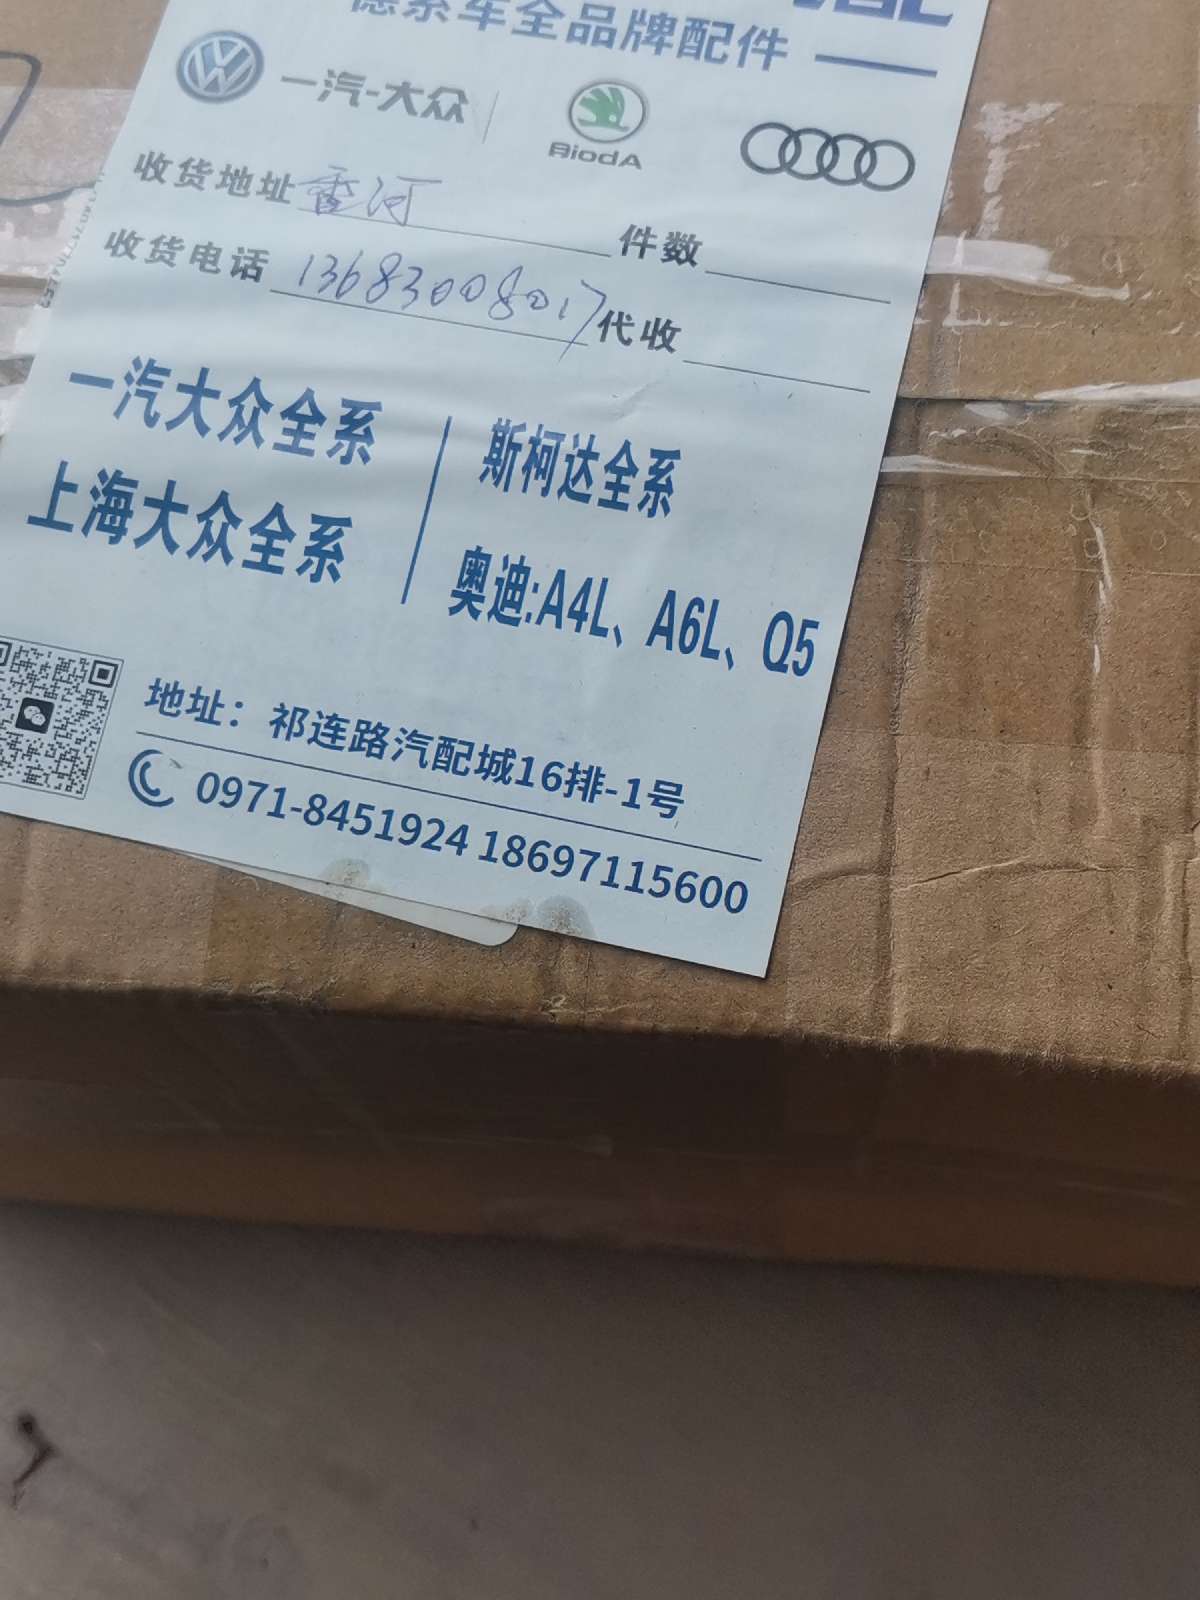 德系车全品牌配件
一汽-大众
ЯiodA
收货地址 香河
件数
收货电话 13683008017
代收
一汽大众全系
斯柯达全系
上海大众全系
奥迪:A4L、A6L、Q5
地址：祁连路汽配城16排-1号
0971-8451924 18697115600